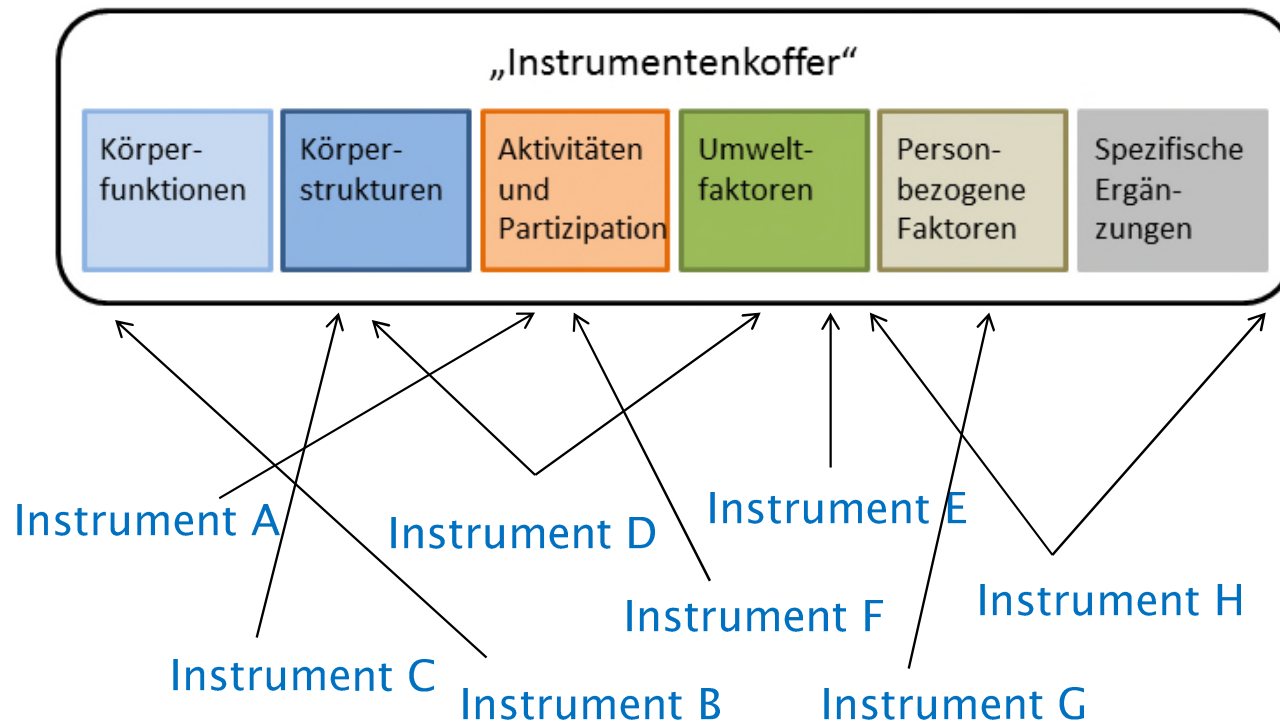 „Instrumentenkoffer“
Körper-
funktionen
Körper-
strukturen
Aktivitäten
und
Partizipation
Umwelt-
faktoren
Person-
bezogene
Faktoren
Spezifische
Ergän-
zungen
Instrument A
Instrument D
Instrument E
Instrument F
Instrument H
Instrument C
Instrument B
Instrument G